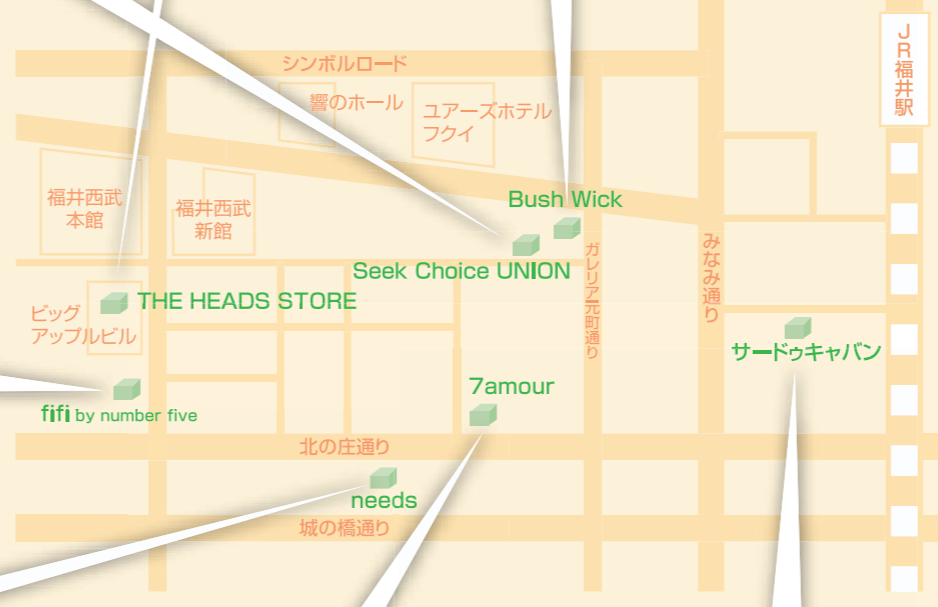 JR福井駅
シンボルロード
響のホール
ユアーズホテル
フクイ
福井西武
本館
福井西武
新館
Bush Wick
Seek Choice UNION
ガレリア元町通り
みなみ通り
THE HEADS STORE
ビッグ
アップルビル
サードゥキャバン
7amour
fifi by number five
北の庄通り
needs
城の橋通り